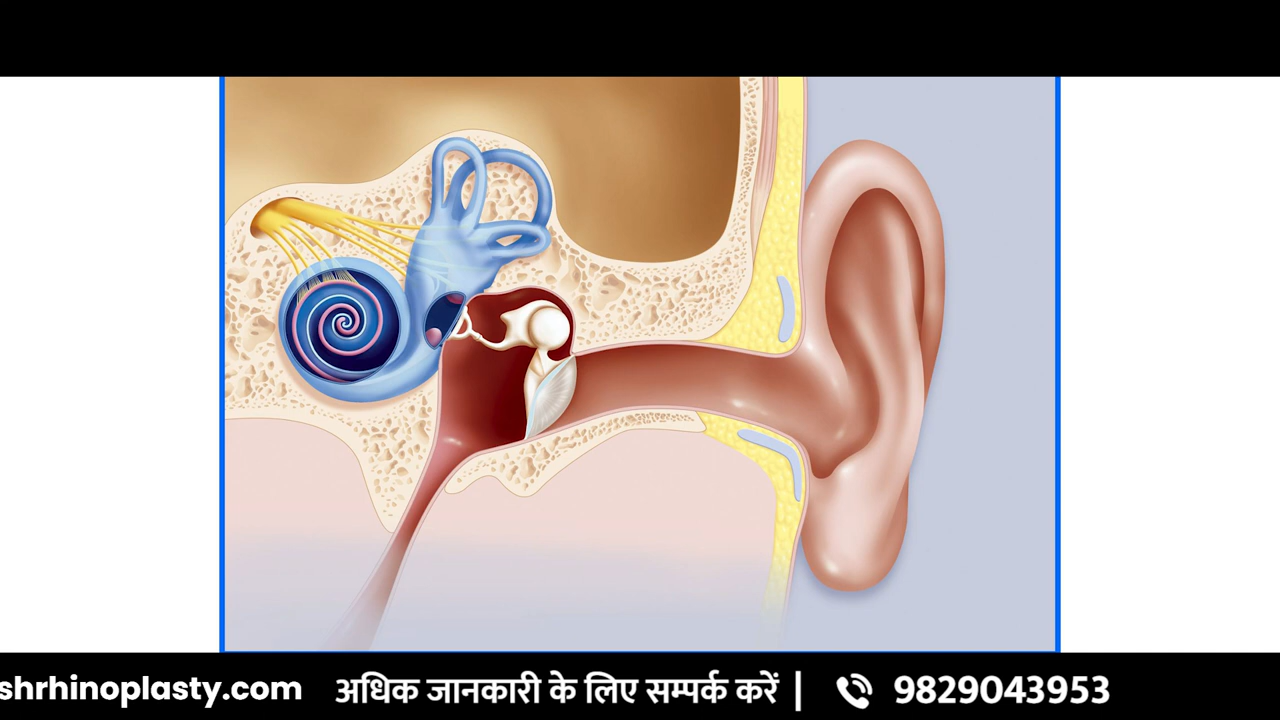 shrhinoplasty.com अधिक जानकारी के लिए सम्पर्क करें | 9829043953